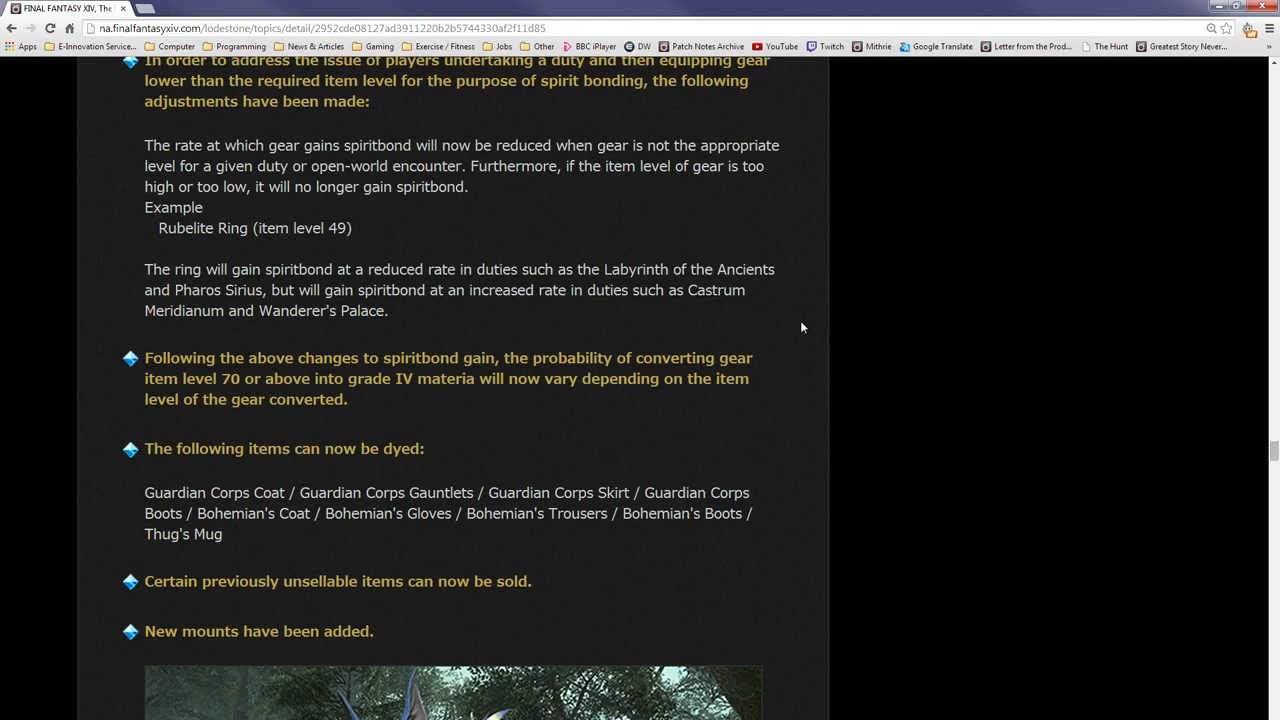 FINAL FANTASY XIV, The
na.finalfantasyxiv.com/lodestone/topics/detail/2952cde08127ad3911220b2b5744330af2f11d85
Apps E-Innovation Service... Computer Programming News & Articles Gaming Exercise / Fitness Jobs Other BBC iPlayer DW Patch Notes Archive YouTube Twitch Mithrie Google Translate Letter from the Prod... The Hunt Greatest Story Never...
In order to address the issue of players undertaking a duty and then equipping gear
lower than the required item level for the purpose of spirit bonding, the following
adjustments have been made:
The rate at which gear gains spiritbond will now be reduced when gear is not the appropriate
level for a given duty or open-world encounter. Furthermore, if the item level of gear is too
high or too low, it will no longer gain spiritbond.
Example
Rubelite Ring (item level 49)
The ring will gain spiritbond at a reduced rate in duties such as the Labyrinth of the Ancients
and Pharos Sirius, but will gain spiritbond at an increased rate in duties such as Castrum
Meridianum and Wanderer's Palace.
Following the above changes to spiritbond gain, the probability of converting gear
item level 70 or above into grade IV materia will now vary depending on the item
level of the gear converted.
The following items can now be dyed:
Guardian Corps Coat / Guardian Corps Gauntlets / Guardian Corps Skirt / Guardian Corps
Boots / Bohemian's Coat / Bohemian's Gloves / Bohemian's Trousers / Bohemian's Boots /
Thug's Mug
Certain previously unsellable items can now be sold.
New mounts have been added.